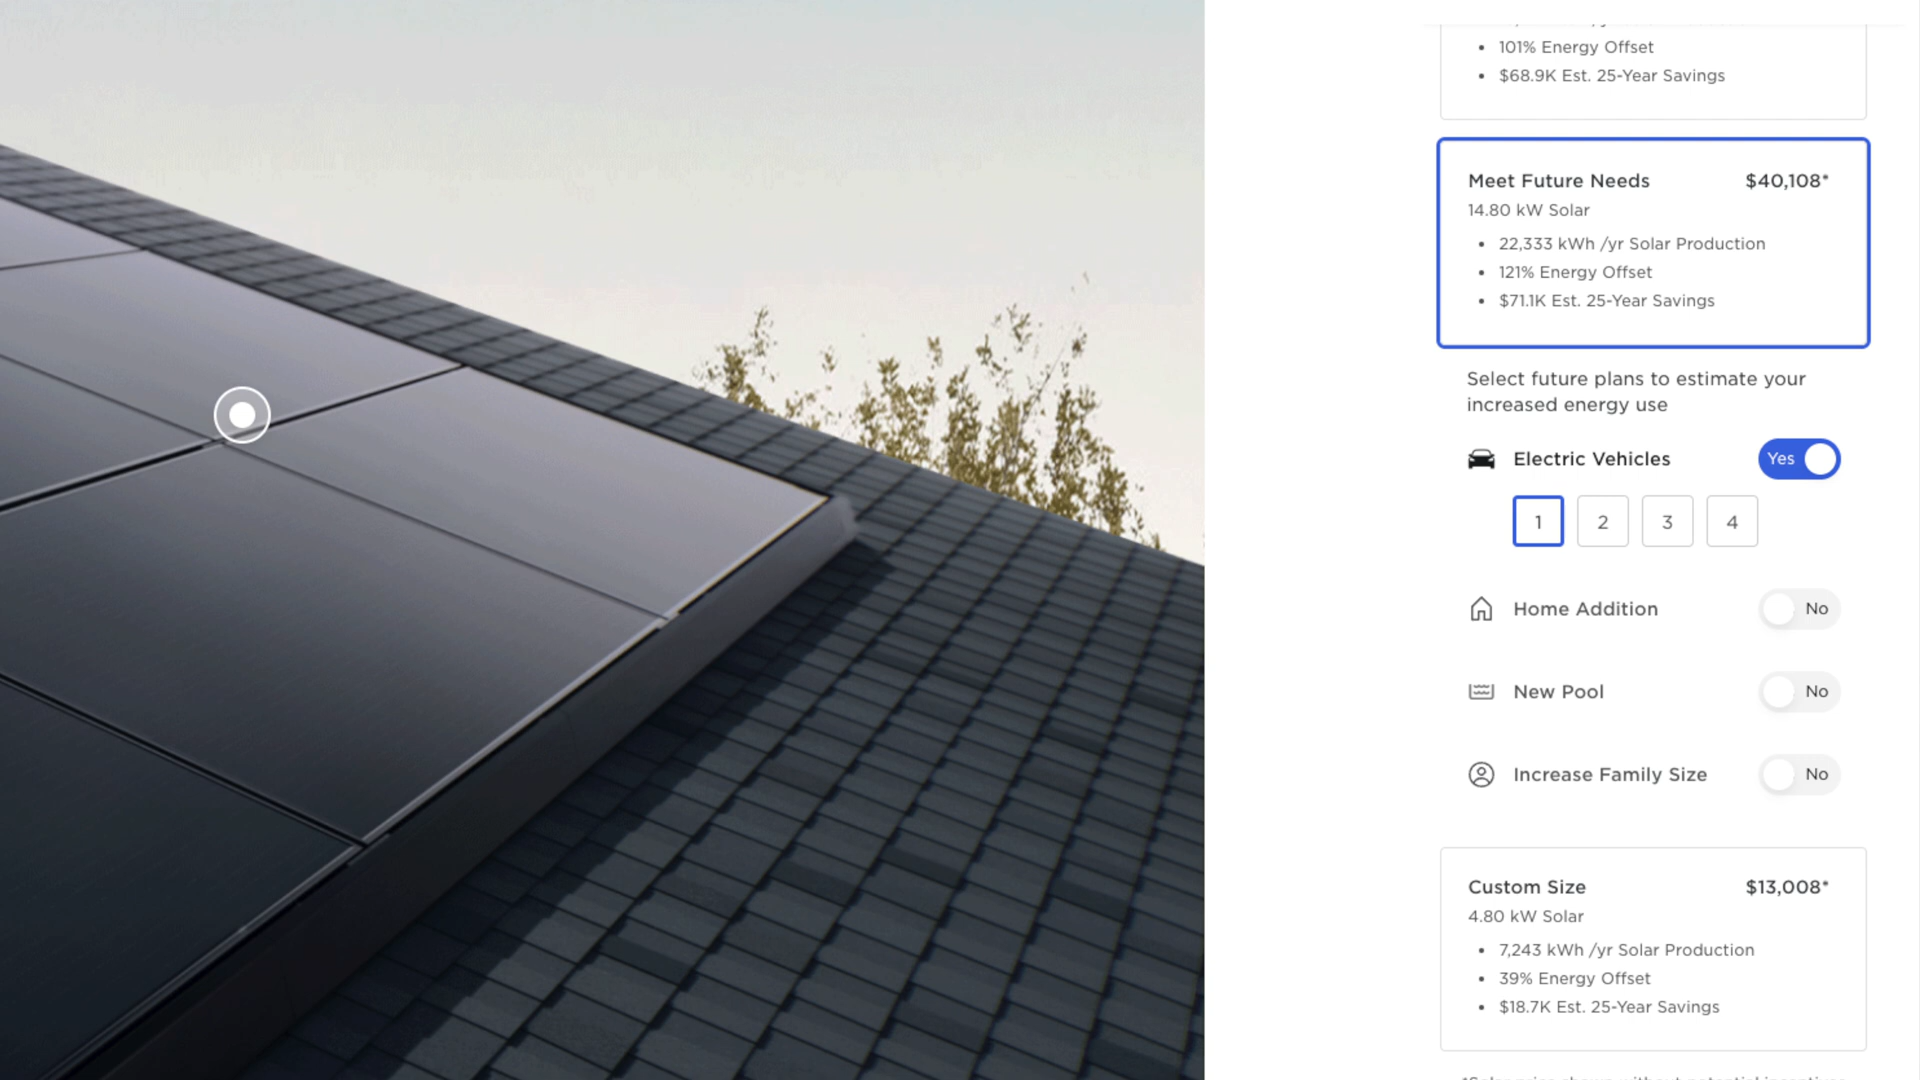 101% Energy Offset
$68.9K Est. 25-Year Savings
Meet Future Needs $40,108*
14.80 kW Solar
22,333 kWh /yr Solar Production
121% Energy Offset
$71.1K Est. 25-Year Savings
Select future plans to estimate your
increased energy use
Electric Vehicles Yes
1 2 3 4
Home Addition No
New Pool No
Increase Family Size No
Custom Size $13,008*
4.80 kW Solar
7,243 kWh /yr Solar Production
39% Energy Offset
$18.7K Est. 25-Year Savings